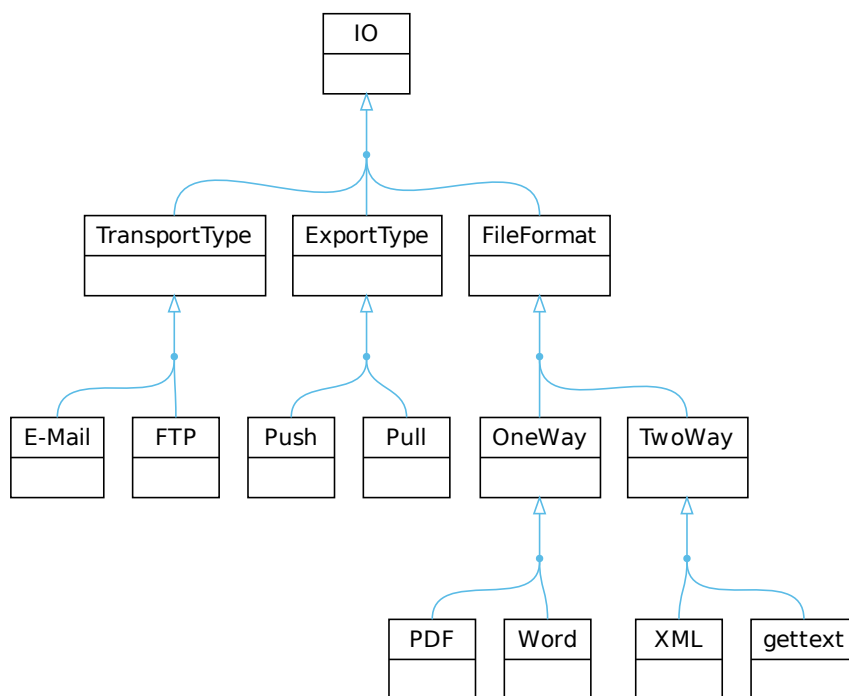 IO
TransportType
ExportType
FileFormat
E-Mail
FTP
Push
Pull
OneWay
TwoWay
PDF
Word
XML
gettext